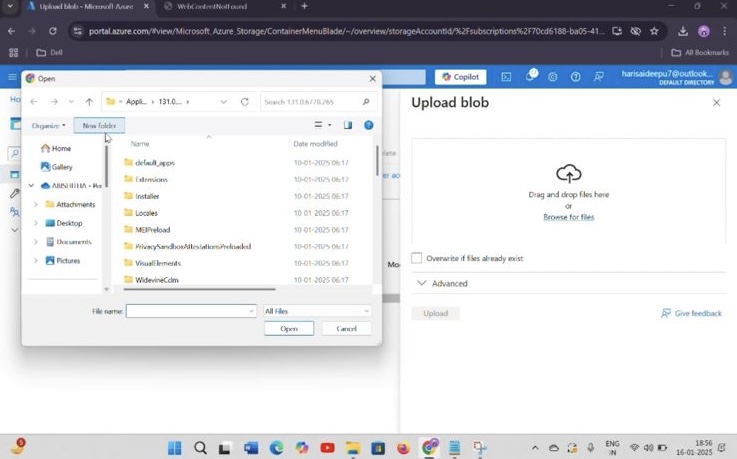 Upload blob - Microsoft Azure
WebContentNotFound
portal.azure.com/#view/Microsoft_Azure_Storage/ContainerMenuBlade/~/overview/storageAccountId/%2Fsubscriptions%2F70cd6188-ba05-41...
Dell
All Bookmarks
Copilot
harisaideepu7@outlook...
DEFAULT DIRECTORY
Open
Appli...
131.0....
Search 131.0.6778.265
Organize
New folder
Name
Date modified
Home
Gallery
Attachments
Desktop
Documents
Pictures
default_apps 10-01-2025 06:17
Extensions 10-01-2025 06:17
Installer 10-01-2025 06:17
Locales 10-01-2025 06:17
MEIPreload 10-01-2025 06:17
PrivacySandboxAttestationsPreloaded 10-01-2025 06:17
VisualElements 10-01-2025 06:17
WidevineCdm 10-01-2025 06:17
File name:
All Files
Open
Cancel
Upload blob
Drag and drop files here
or
Browse for files
Overwrite if files already exist
Advanced
Upload
Give feedback
5
ENG
IN
18:56
16-01-2025